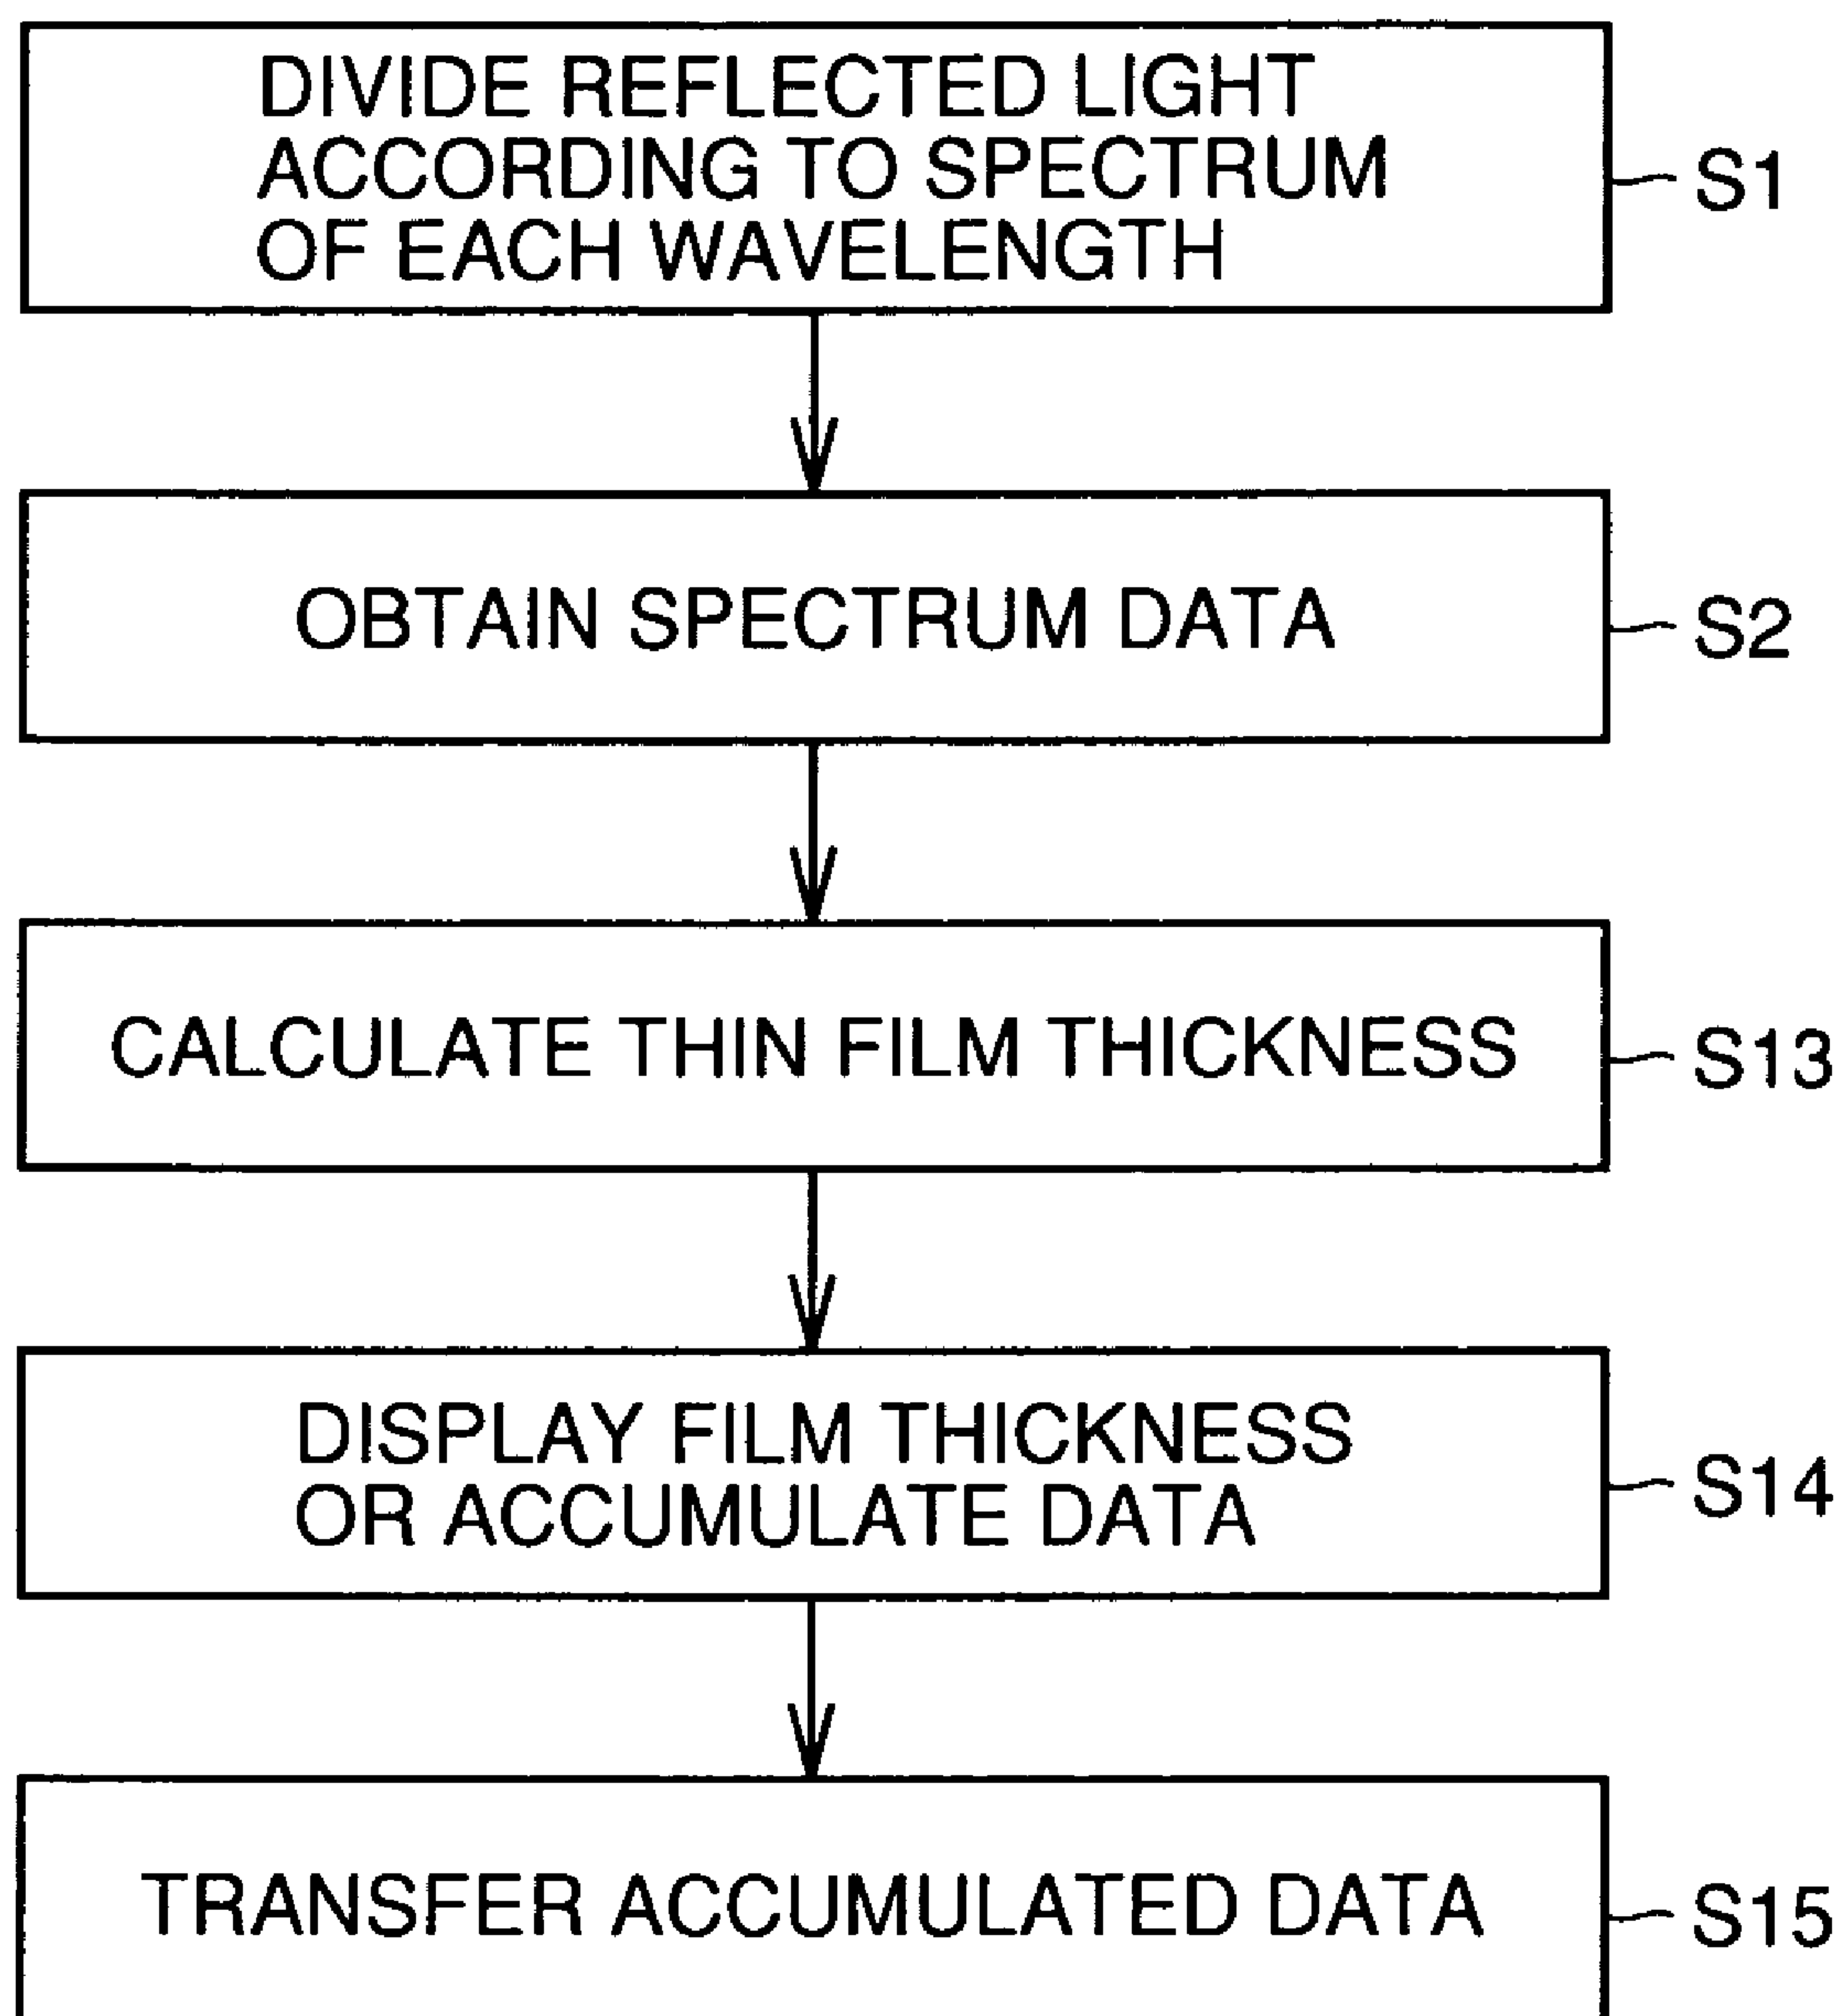 DIVIDE REFLECTED LIGHT
ACCORDING TO SPECTRUM
OF EACH WAVELENGTH
S1
OBTAIN SPECTRUM DATA
S2
CALCULATE THIN FILM THICKNESS
S13
DISPLAY FILM THICKNESS
OR ACCUMULATE DATA
S14
TRANSFER ACCUMULATED DATA
S15